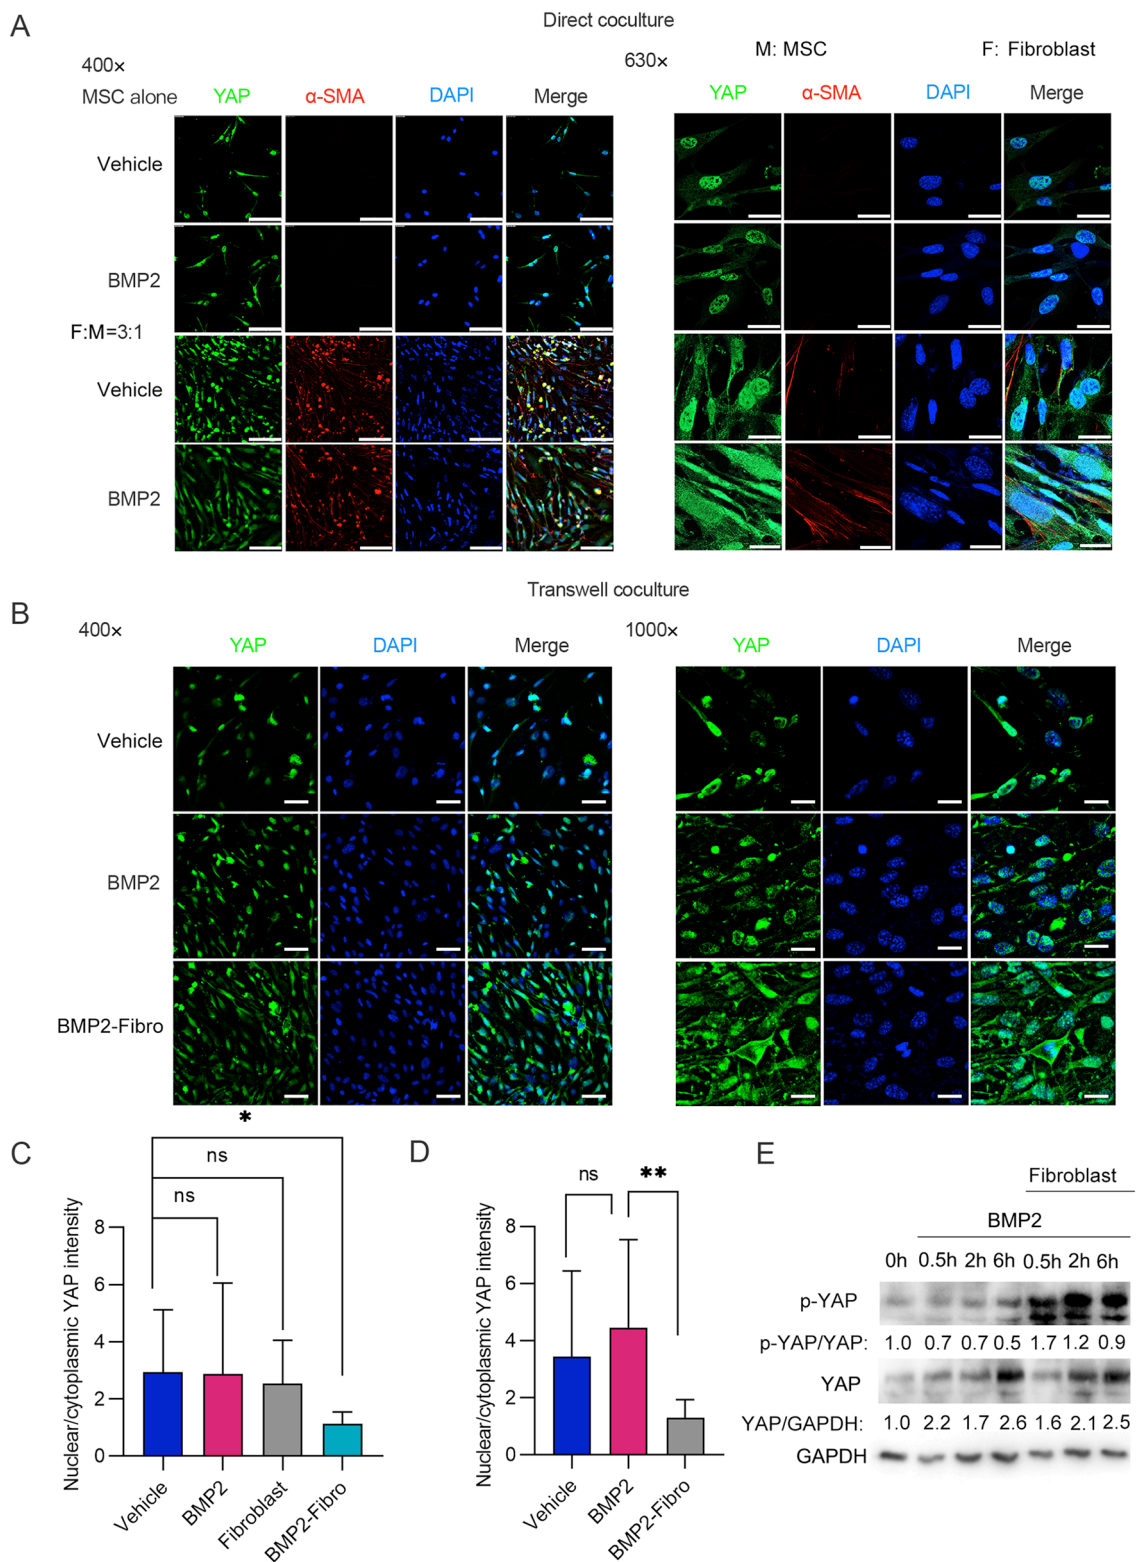 A
Direct coculture
400×
MSC alone YAP α-SMA DAPI Merge
Vehicle
BMP2
F:M=3:1
Vehicle
BMP2
M: MSC F: Fibroblast
630×
YAP α-SMA DAPI Merge
B
Transwell coculture
400×
YAP DAPI Merge
Vehicle
BMP2
BMP2-Fibro
1000×
YAP DAPI Merge
C
*
ns
ns
Nuclear/cytoplasmic YAP intensity
8
6
4
2
0
Vehicle
BMP2
Fibroblast
BMP2-Fibro
D
ns **
Nuclear/cytoplasmic YAP intensity
8
6
4
2
0
Vehicle
BMP2
BMP2-Fibro
E
Fibroblast
BMP2
0h 0.5h 2h 6h 0.5h 2h 6h
p-YAP
p-YAP/YAP: 1.0 0.7 0.7 0.5 1.7 1.2 0.9
YAP
YAP/GAPDH: 1.0 2.2 1.7 2.6 1.6 2.1 2.5
GAPDH